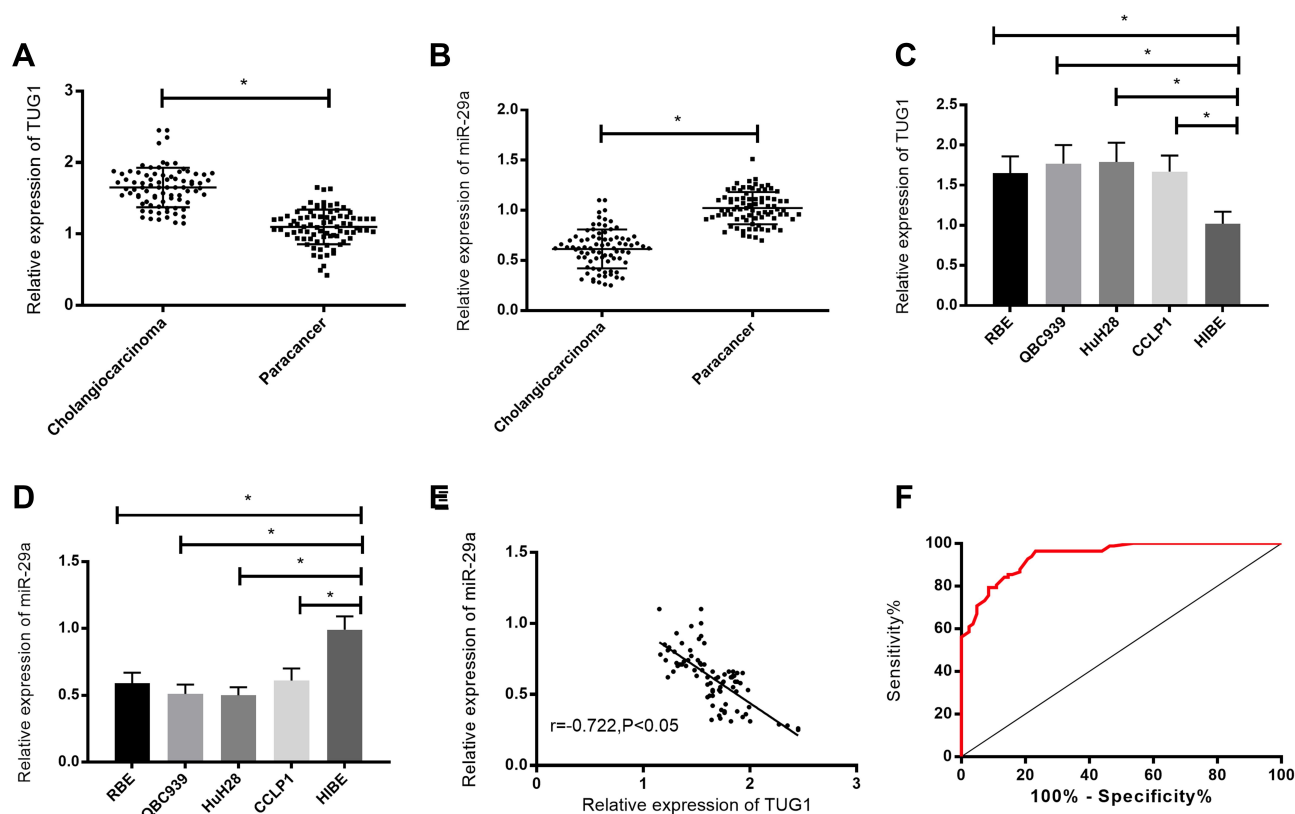 A
Relative expression of TUG1
3
2
1
0
*
Cholangiocarcinoma
Paracancer
B
Relative expression of miR-29a
2.0
1.5
1.0
0.5
0.0
*
Cholangiocarcinoma
Paracancer
C
Relative expression of TUG1
2.5
2.0
1.5
1.0
0.5
0.0
*
*
*
*
RBE
QBC939
HuH28
CCLP1
HIBE
D
Relative expression of miR-29a
1.5
1.0
0.5
0.0
*
*
*
*
RBE
QBC939
HuH28
CCLP1
HIBE
E
Relative expression of miR-29a
1.5
1.0
0.5
0.0
r=-0.722,P<0.05
0 1 2 3
Relative expression of TUG1
F
Sensitivity%
100
80
60
40
20
0
0 20 40 60 80 100
100% - Specificity%